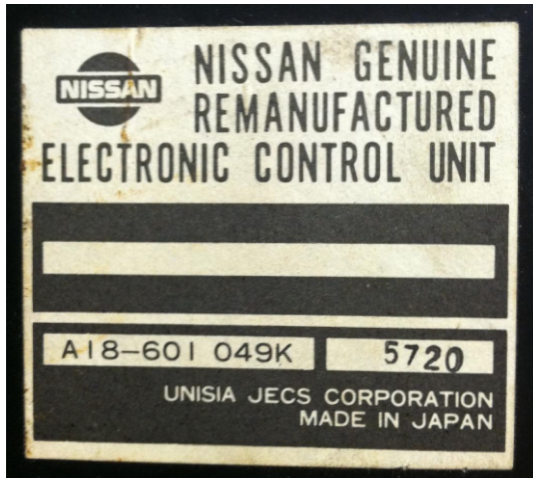 NISSAN
NISSAN GENUINE
REMANUFACTURED
ELECTRONIC CONTROL UNIT
A18-601 049K
5720
UNISIA JECS CORPORATION
MADE IN JAPAN